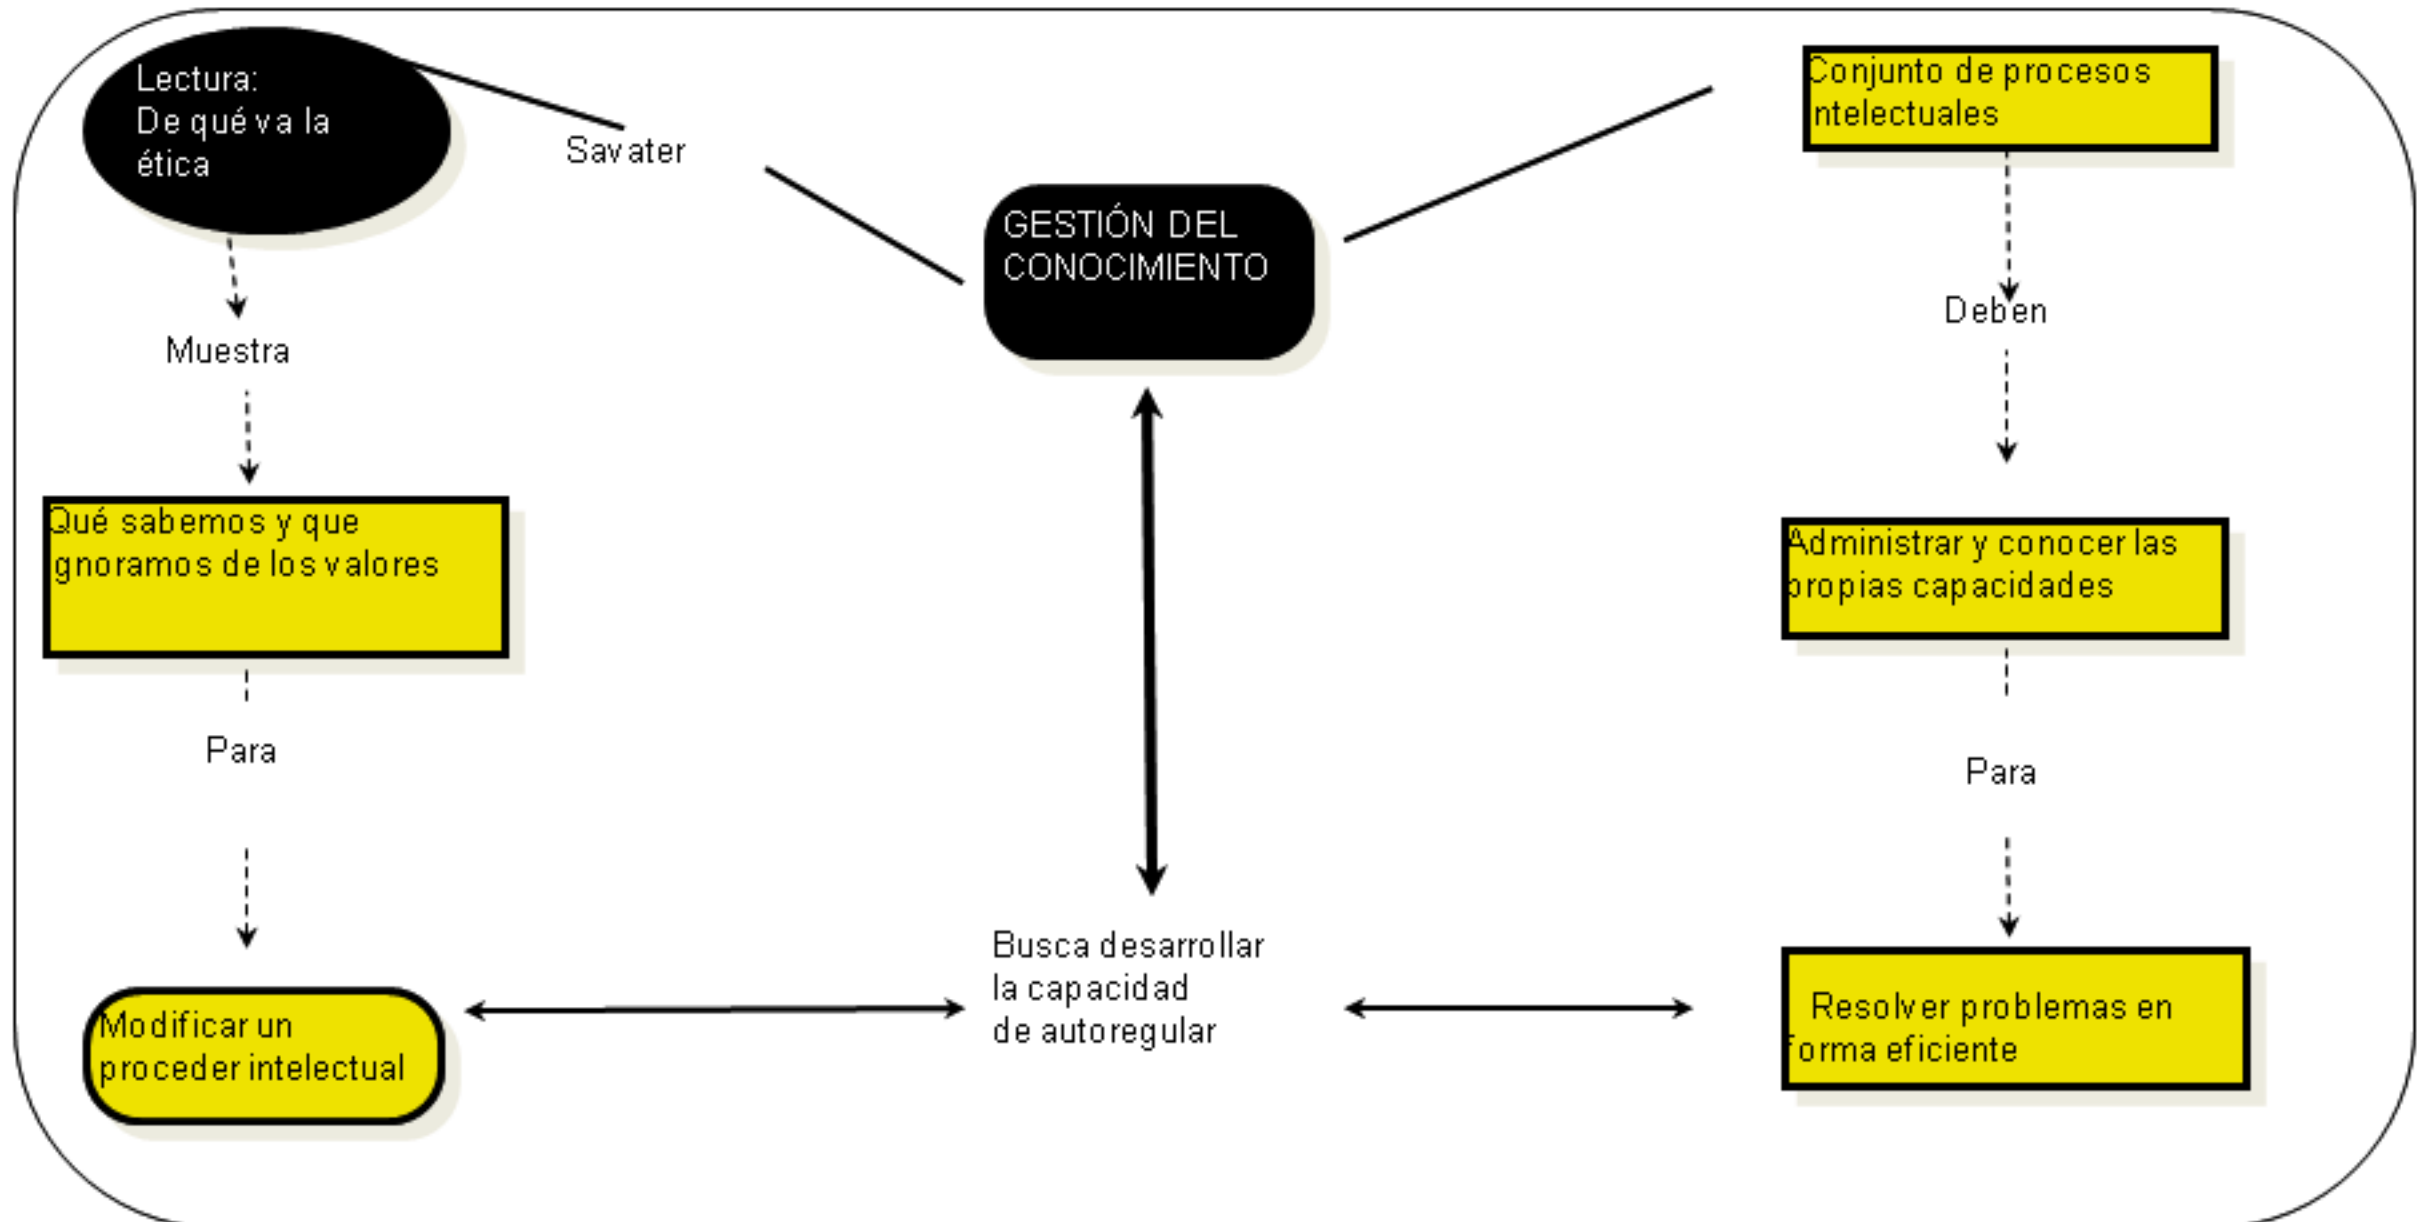 Lectura:
De qué va la
ética
Savater
Muestra
Qué sabemos y que
ignoramos de los valores
Para
Modificar un
proceder intelectual
GESTIÓN DEL
CONOCIMIENTO
Busca desarrollar
la capacidad
de autoregular
Conjunto de procesos
intelectuales
Deben
Administrar y conocer las
propias capacidades
Para
Resolver problemas en
forma eficiente